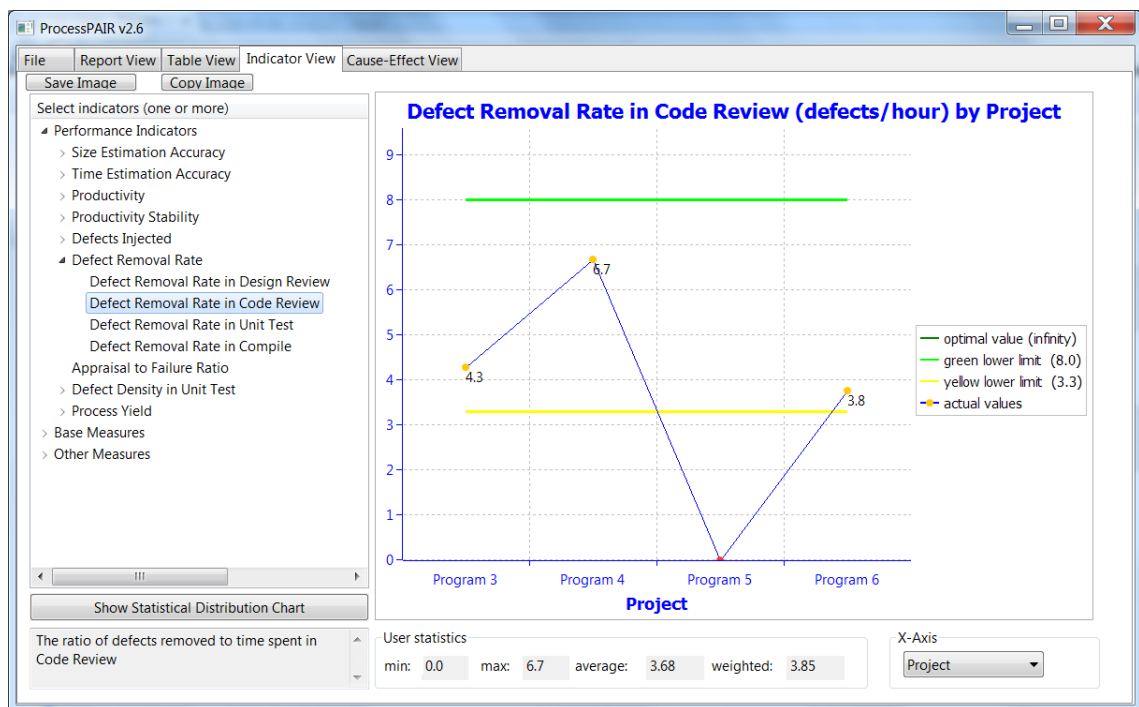 ProcessPAIR v2.6
File Report View Table View Indicator View Cause-Effect View
Save Image Copy Image
Select indicators (one or more)
Performance Indicators
Size Estimation Accuracy
Time Estimation Accuracy
Productivity
Productivity Stability
Defects Injected
Defect Removal Rate
Defect Removal Rate in Design Review
Defect Removal Rate in Code Review
Defect Removal Rate in Unit Test
Defect Removal Rate in Compile
Appraisal to Failure Ratio
Defect Density in Unit Test
Process Yield
Base Measures
Other Measures
Show Statistical Distribution Chart
The ratio of defects removed to time spent in
Code Review
Defect Removal Rate in Code Review (defects/hour) by Project
9
8
7
6
5
4
3
2
1
0
4.3
6.7
3.8
Program 3 Program 4 Program 5 Program 6
Project
optimal value (infinity)
green lower limit (8.0)
yellow lower limit (3.3)
actual values
User statistics
min: 0.0 max: 6.7 average: 3.68 weighted: 3.85
X-Axis
Project